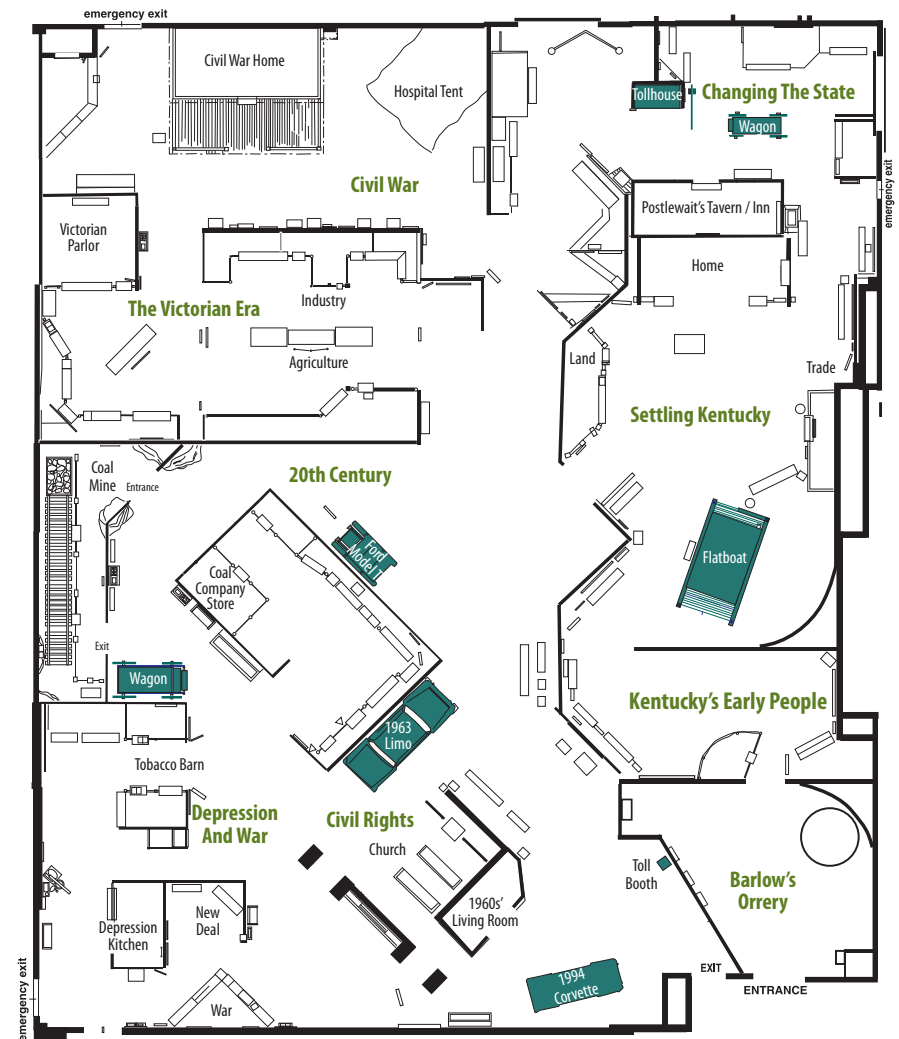 emergency exit
Civil War Home
Hospital Tent
Tollhouse
Changing The State
Wagon
emergency exit
Civil War
Postlewait's Tavern / Inn
Victorian
Parlor
Home
The Victorian Era
Industry
Agriculture
Land
Trade
Settling Kentucky
20th Century
Coal
Mine
Entrance
Ford
Model T
Flatboat
Coal
Company
Store
Exit
Wagon
Kentucky's Early People
1963
Limo
Tobacco Barn
Depression
And War
Civil Rights
Church
Toll
Booth
Barlow's
Orrery
1960s'
Living Room
New
Deal
Depression
Kitchen
War
1994
Corvette
EXIT
ENTRANCE
emergency exit